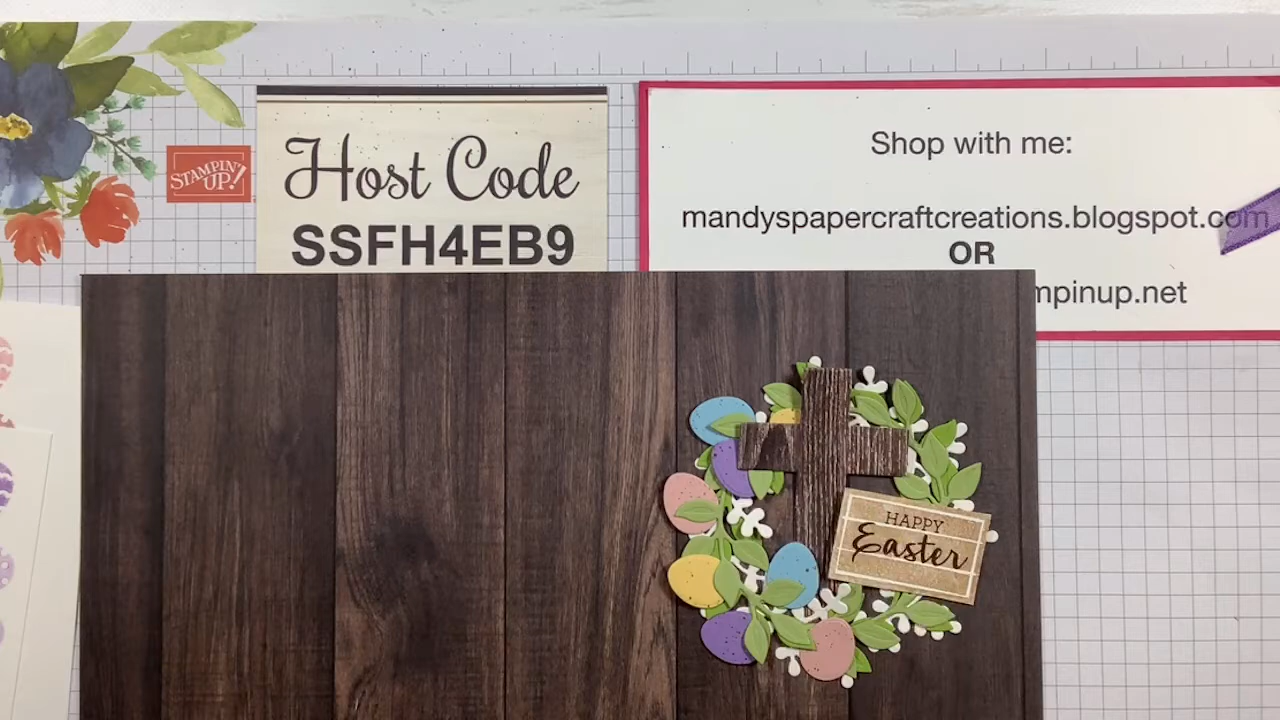 STAMPIN' UP!
Host Code
SSFH4EB9
Shop with me:
mandyspapercraftcreations.blogspot.com
OR
mpinup.net
HAPPY
Easter